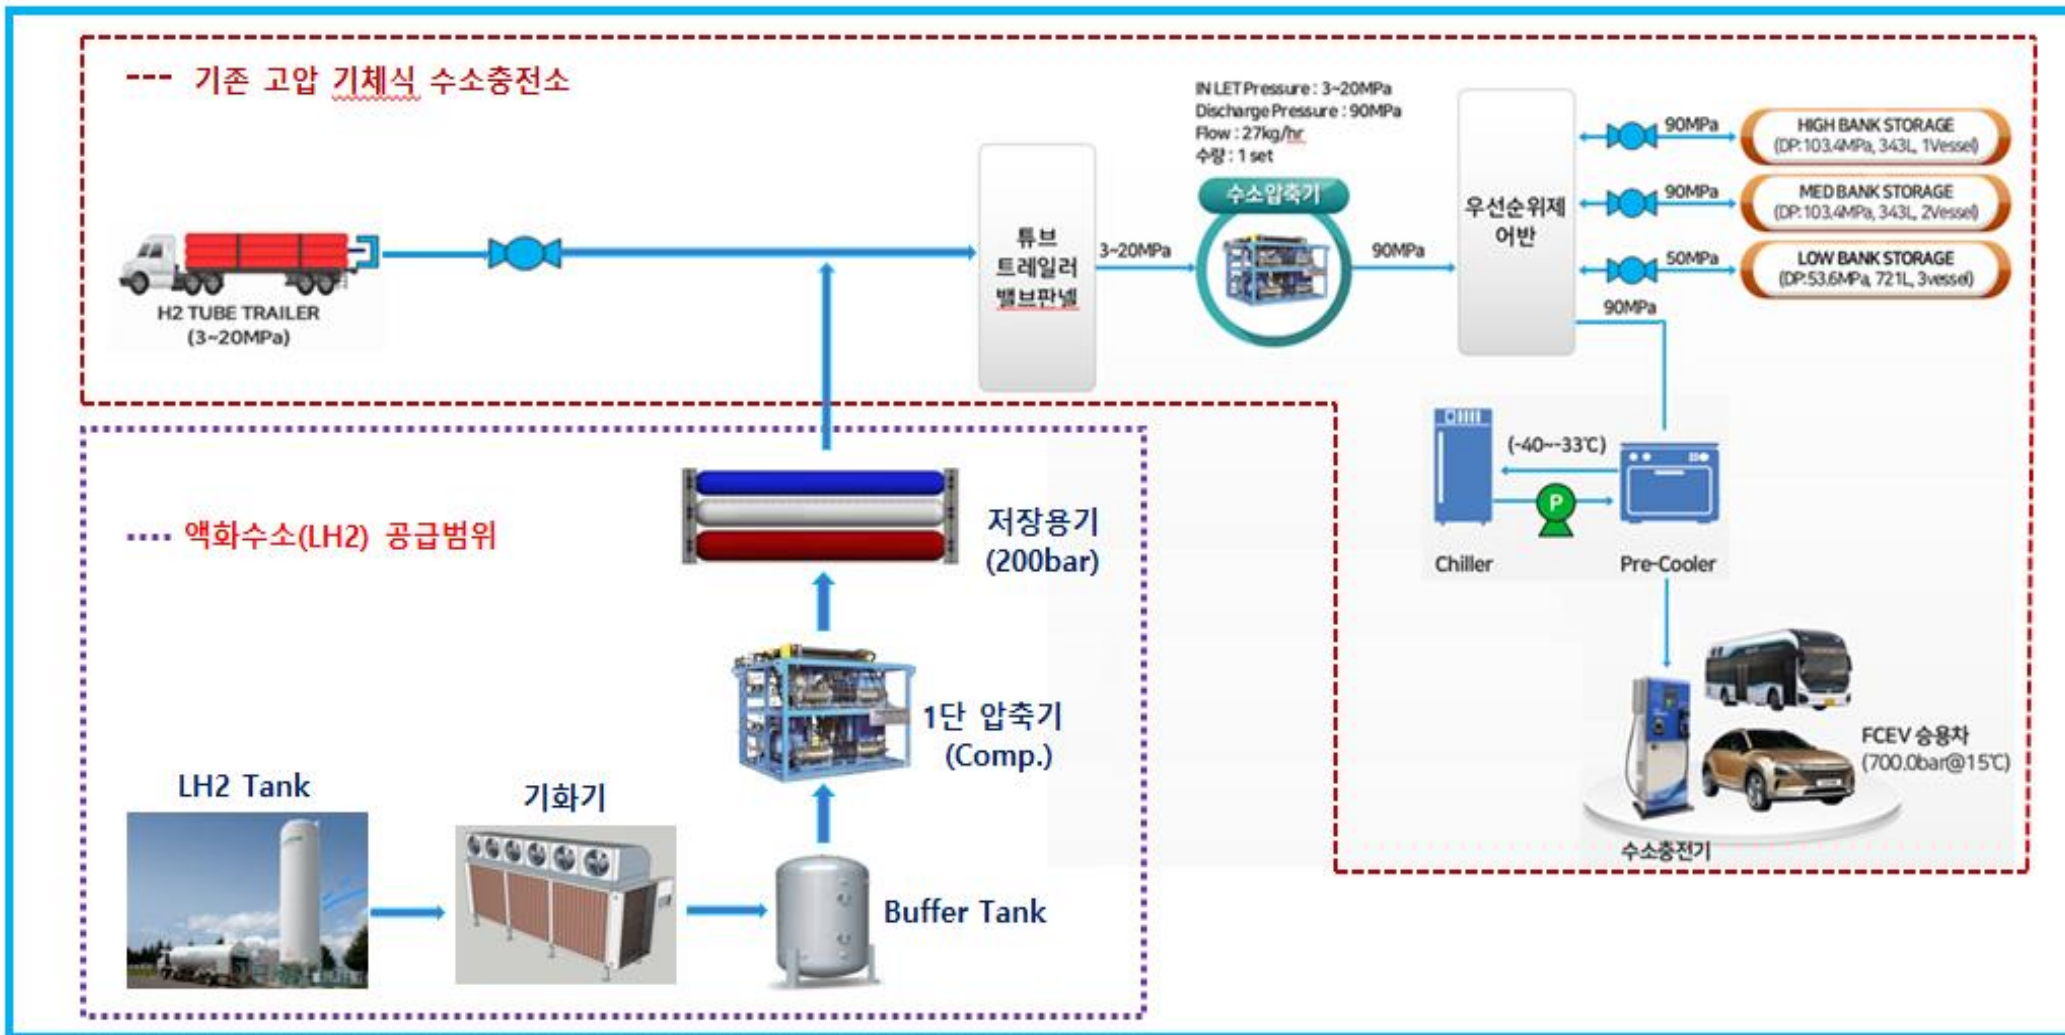 --- 기존 고압 기체식 수소충전소
IN LET Pressure : 3~20MPa
Discharge Pressure : 90MPa
Flow : 27kg/hr
수량 : 1 set
수소압축기
H2 TUBE TRAILER
(3~20MPa)
튜브
트레일러
밸브판넬
3~20MPa
90MPa
우선순위제
어반
90MPa
HIGH BANK STORAGE
(DP:103.4MPa, 343L, 1Vessel)
90MPa
MED BANK STORAGE
(DP:103.4MPa, 343L, 2Vessel)
50MPa
LOW BANK STORAGE
(DP:53.6MPa, 721L, 3vessel)
90MPa
(-40~-33℃)
P
Chiller
Pre-Cooler
FCEV 승용차
(700.0bar@15℃)
수소충전기
···· 액화수소(LH2) 공급범위
저장용기
(200bar)
1단 압축기
(Comp.)
LH2 Tank
기화기
Buffer Tank